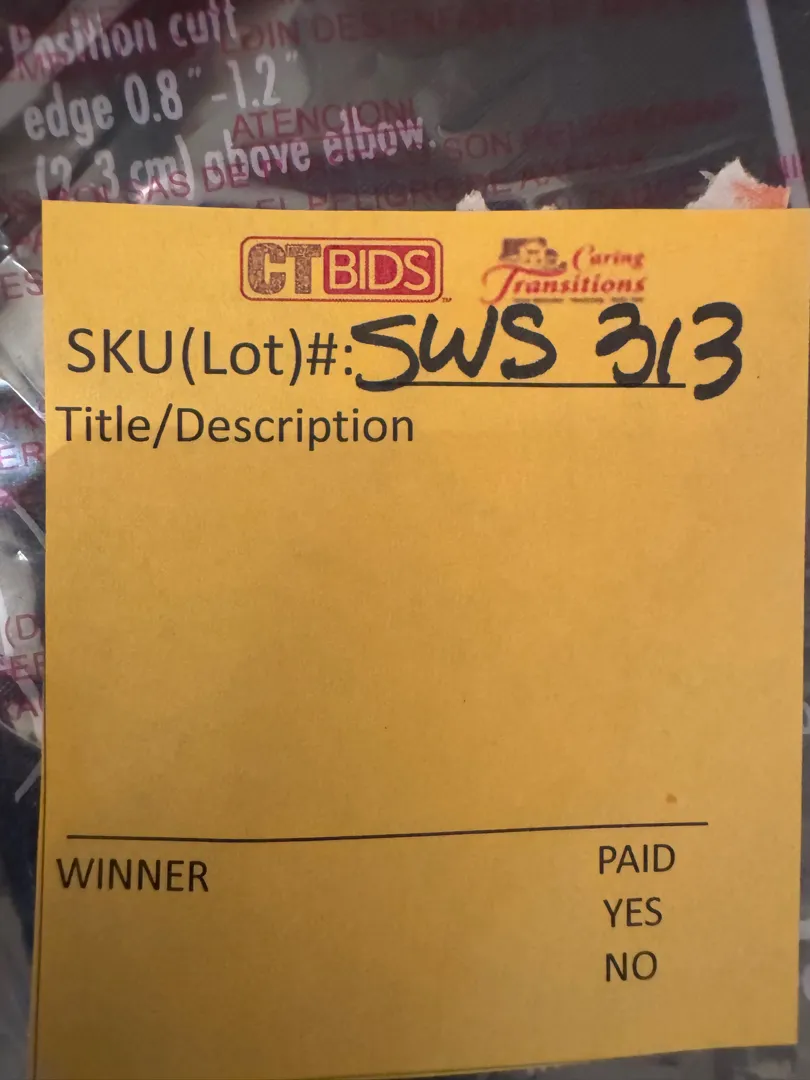 Position cuff
edge 0.8" -1.2"
ATENCION!
(2-3 cm) above elbow.
CTBIDS
Caring
Transitions
SKU(Lot)#: SWS 313
Title/Description
WINNER
PAID
YES
NO